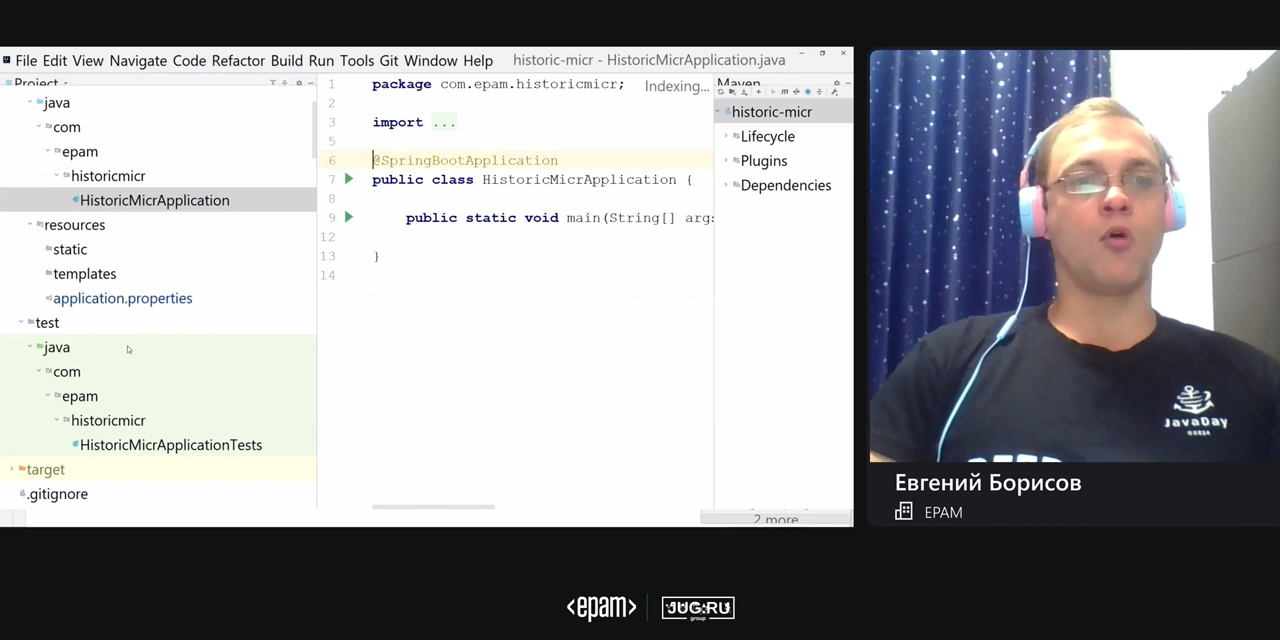 File Edit View Navigate Code Refactor Build Run Tools Git Window Help
historic-micr - HistoricMicrApplication.java
Project
java
com
epam
historicmicr
HistoricMicrApplication
resources
static
templates
application.properties
test
java
com
epam
historicmicr
HistoricMicrApplicationTests
target
.gitignore
1 package com.epam.historicmicr;
Indexing...
2
3 import ...
5
6 @SpringBootApplication
7 public class HistoricMicrApplication {
8
9 public static void main(String[] args
12
13 }
14
Maven
historic-micr
Lifecycle
Plugins
Dependencies
2 more
JavaDay
ODESA
Евгений Борисов
EPAM
<epam>
JUG.RU
group